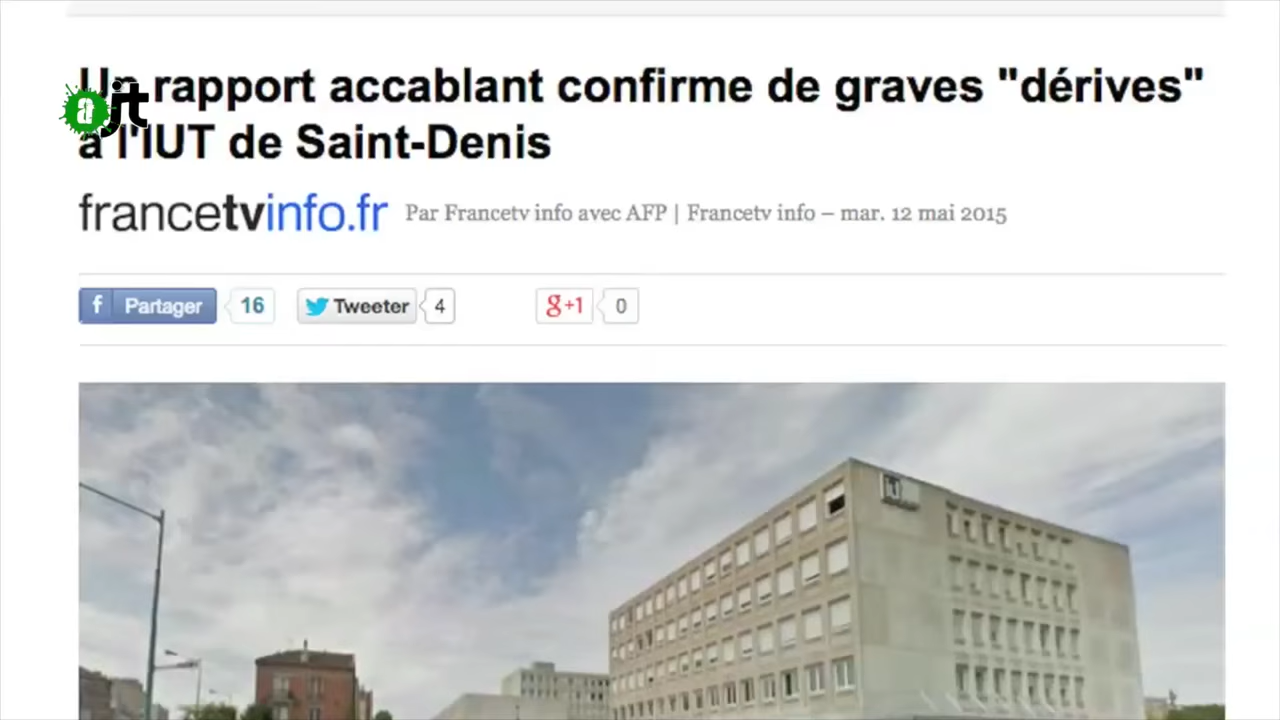 Un rapport accablant confirme de graves "dérives"
à l'IUT de Saint-Denis
ajt
francetvinfo.fr
Par Francetv info avec AFP | Francetv info – mar. 12 mai 2015
f Partager 16 Tweeter 4 g+1 0